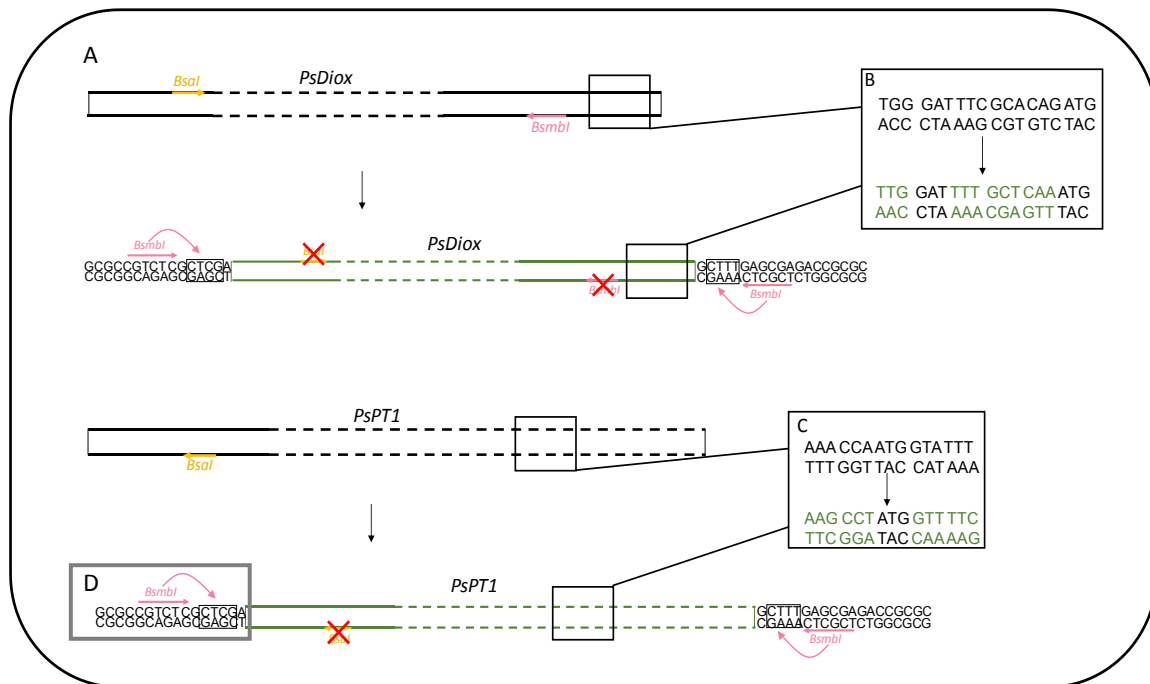 A
PsDiox
BsaI
BsmbI
B
TGG GAT TTC GCA CAG ATG
ACC CTA AAG CGT GTC TAC
TTG GAT TTT GCT CAA ATG
AAC CTA AAA CGA GTT TAC
BsmbI
PsDiox
GCGCCGTCTCGCTCGA
CGCGGCAGAGCGAGCT
GCTTTGAGCGAGACCGCGC
CGAAACTCGCTCTGGCGCG
BsmbI
PsPT1
BsaI
C
AAA CCA ATG GTA TTT
TTT GGT TAC CAT AAA
AAG CCT ATG GTT TTC
TTC GGA TAC CAA AAG
D
BsmbI
PsPT1
GCGCCGTCTCGCTCGA
CGCGGCAGAGCGAGCT
GCTTTGAGCGAGACCGCGC
CGAAACTCGCTCTGGCGCG
BsmbI